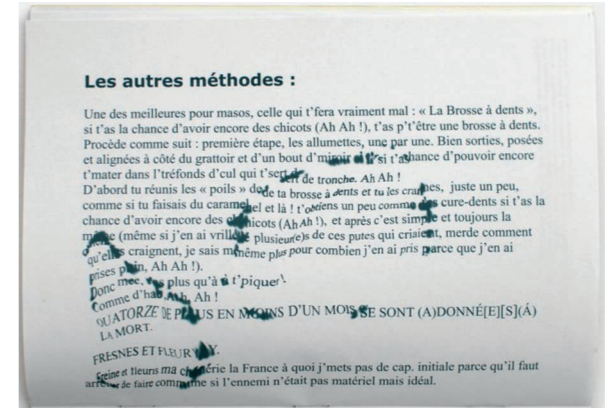 Les autres méthodes :
Une des meilleures pour masos, celle qui t'fera vraiment mal : « La Brosse à dents »,
si t'as la chance d'avoir encore des chicots (Ah Ah !), t'as p't'être une brosse à dents.
Procède comme suit : première étape, les allumettes, une par une. Bien sorties, posées
et alignées à côté du grattoir et d'un bout d'miroir si t'as chance d'pouvoir encore
t'mater dans l'tréfonds d'cul qui t'sert de tronche. Ah Ah !
D'abord tu réunis les « poils » de ta brosse à dents et tu les crames, juste un peu,
comme si tu faisais du caramel et là ! t'obtiens un peu comme des cure-dents si t'as la
chance d'avoir encore des chicots (Ah Ah !), et après c'est simple et toujours la
même (même si j'en ai vrillé plusieur(e)s de ces putes qui criaient, merde comment
qu'elles craignent, je sais même plus pour combien j'en ai pris parce que j'en ai
prises plein, Ah Ah !).
Donc mec, plus qu'à t'piquer.
Comme d'hab, Ah, Ah !
QUATORZE DE PLUS EN MOINS D'UN MOIS SE SONT (A)DONNÉ[E][S](Á)
LA MORT.
FRESNES ET FLEURY
et fleuris ma la France à quoi j'mets pas de cap. initiale parce qu'il faut
arrêter de faire comme si l'ennemi n'était pas matériel mais idéal.